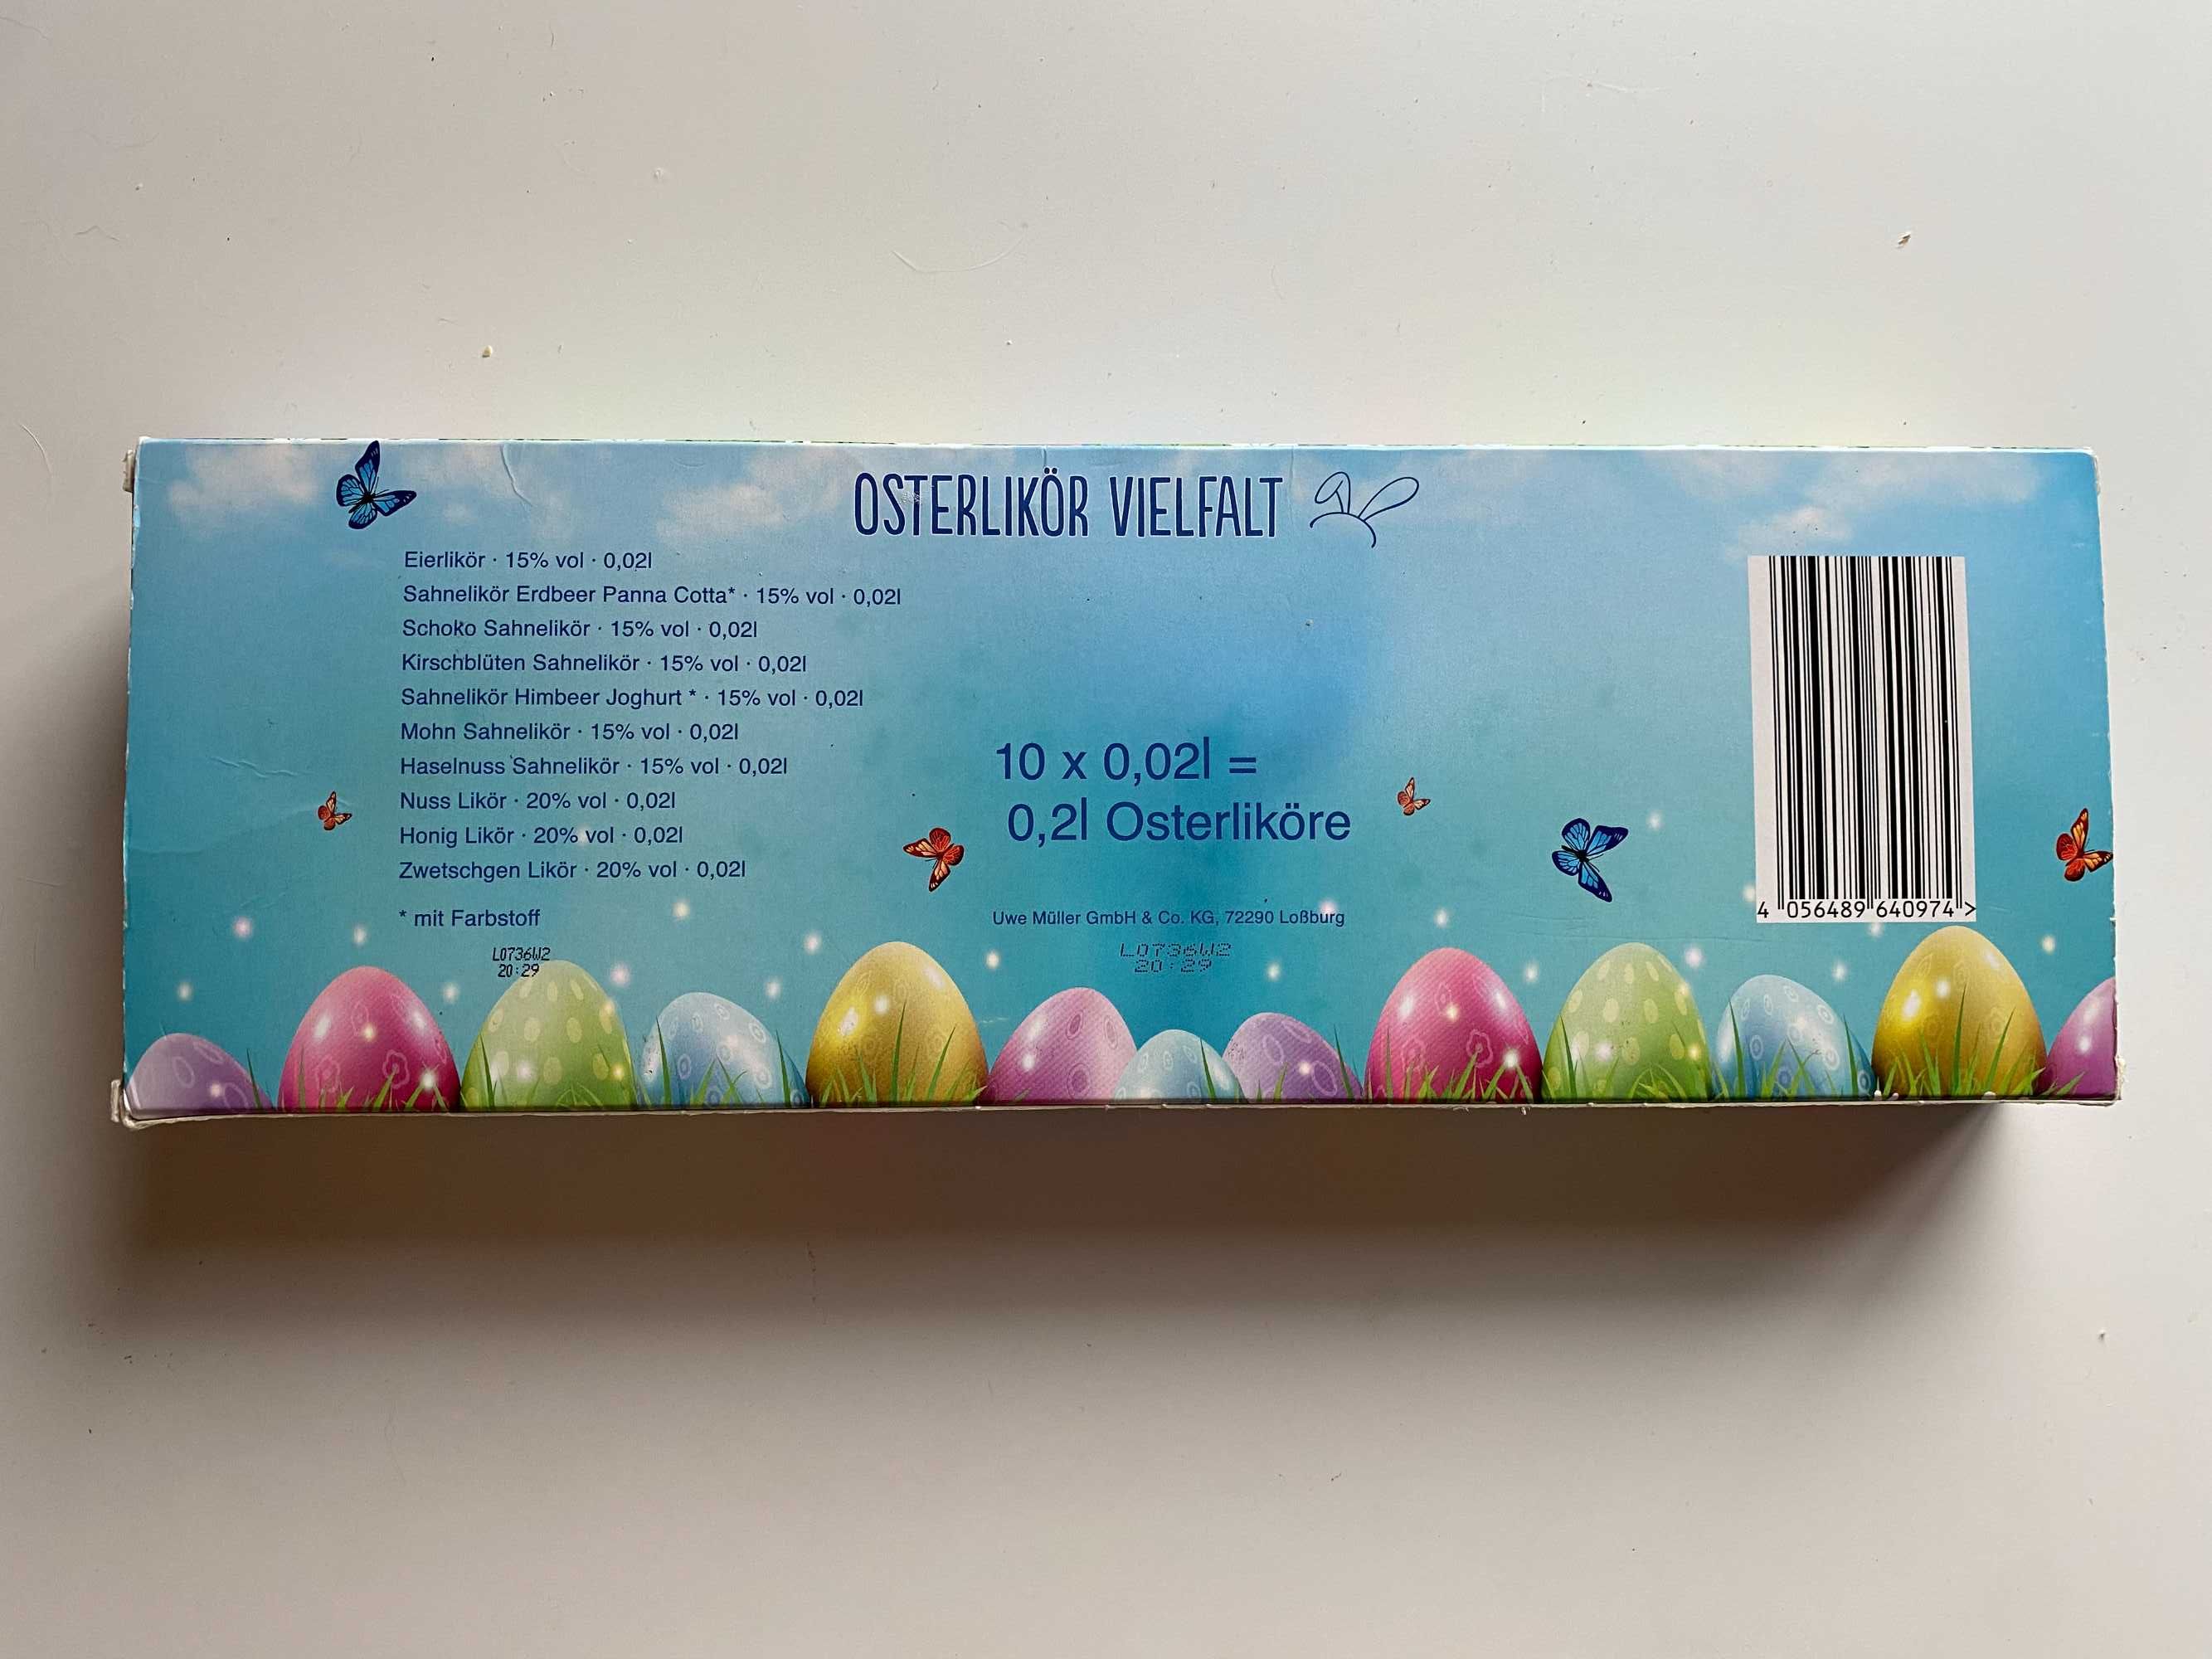 OSTERLIKÖR VIELFALT
Eierlikör · 15% vol · 0,02l
Sahnelikör Erdbeer Panna Cotta* · 15% vol · 0,02l
Schoko Sahnelikör · 15% vol · 0,02l
Kirschblüten Sahnelikör · 15% vol · 0,02l
Sahnelikör Himbeer Joghurt * · 15% vol · 0,02l
Mohn Sahnelikör · 15% vol · 0,02l
Haselnuss Sahnelikör · 15% vol · 0,02l
Nuss Likör · 20% vol · 0,02l
Honig Likör · 20% vol · 0,02l
Zwetschgen Likör · 20% vol · 0,02l
* mit Farbstoff
L0736W2
20:29
10 x 0,02l =
0,2l Osterliköre
Uwe Müller GmbH & Co. KG, 72290 Loßburg
L0736W2
20:29
4 056489 640974 >